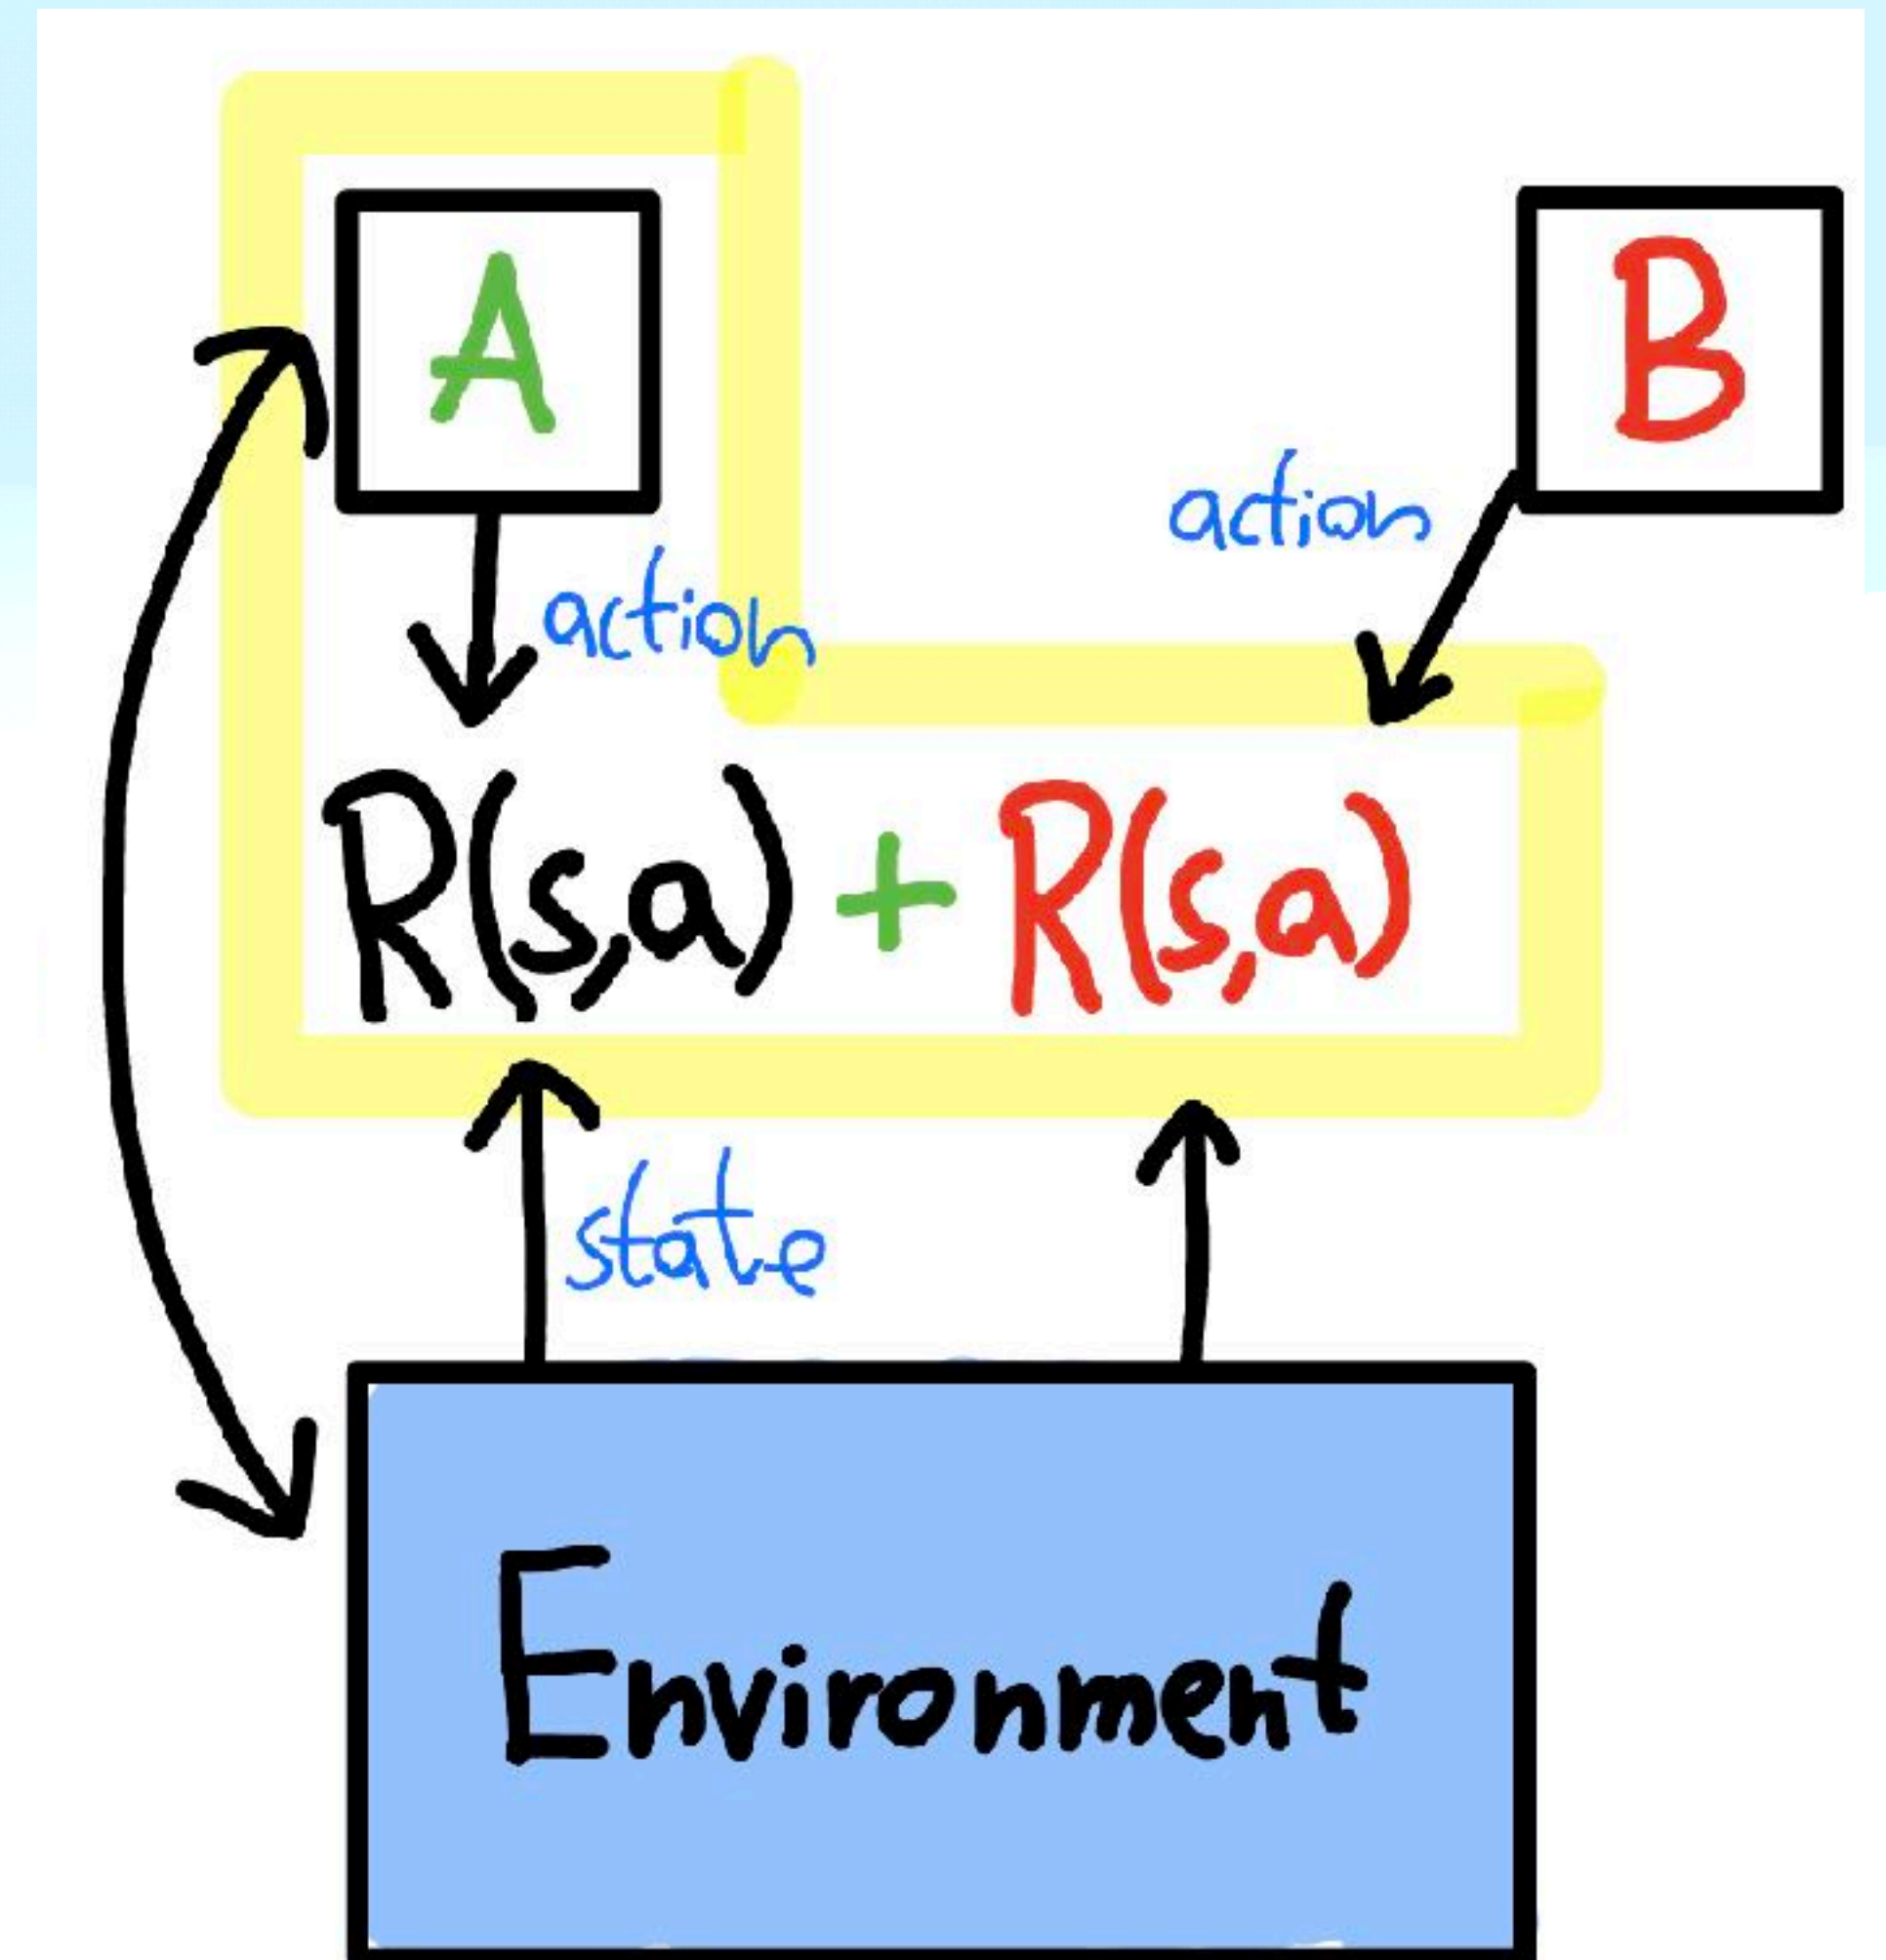 A
B
action
action
R(s,a) + R(s,a)
state
Environment